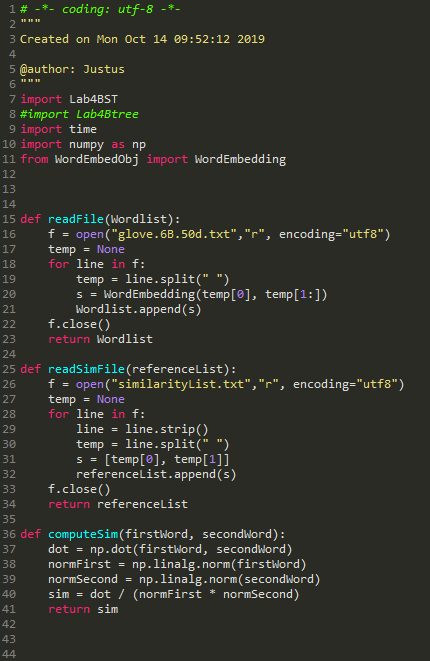 1 # -*- coding: utf-8 -*-
2 """
3 Created on Mon Oct 14 09:52:12 2019
4
5 @author: Justus
6 """
7 import Lab4BST
8 #import Lab4Btree
9 import time
10 import numpy as np
11 from WordEmbedObj import WordEmbedding
12
13
14
15 def readFile(Wordlist):
16     f = open("glove.6B.50d.txt","r", encoding="utf8")
17     temp = None
18     for line in f:
19         temp = line.split(" ")
20         s = WordEmbedding(temp[0], temp[1:])
21         Wordlist.append(s)
22     f.close()
23     return Wordlist
24
25 def readSimFile(referenceList):
26     f = open("similarityList.txt","r", encoding="utf8")
27     temp = None
28     for line in f:
29         line = line.strip()
30         temp = line.split(" ")
31         s = [temp[0], temp[1]]
32         referenceList.append(s)
33     f.close()
34     return referenceList
35
36 def computeSim(firstWord, secondWord):
37     dot = np.dot(firstWord, secondWord)
38     normFirst = np.linalg.norm(firstWord)
39     normSecond = np.linalg.norm(secondWord)
40     sim = dot / (normFirst * normSecond)
41     return sim
42
43
44